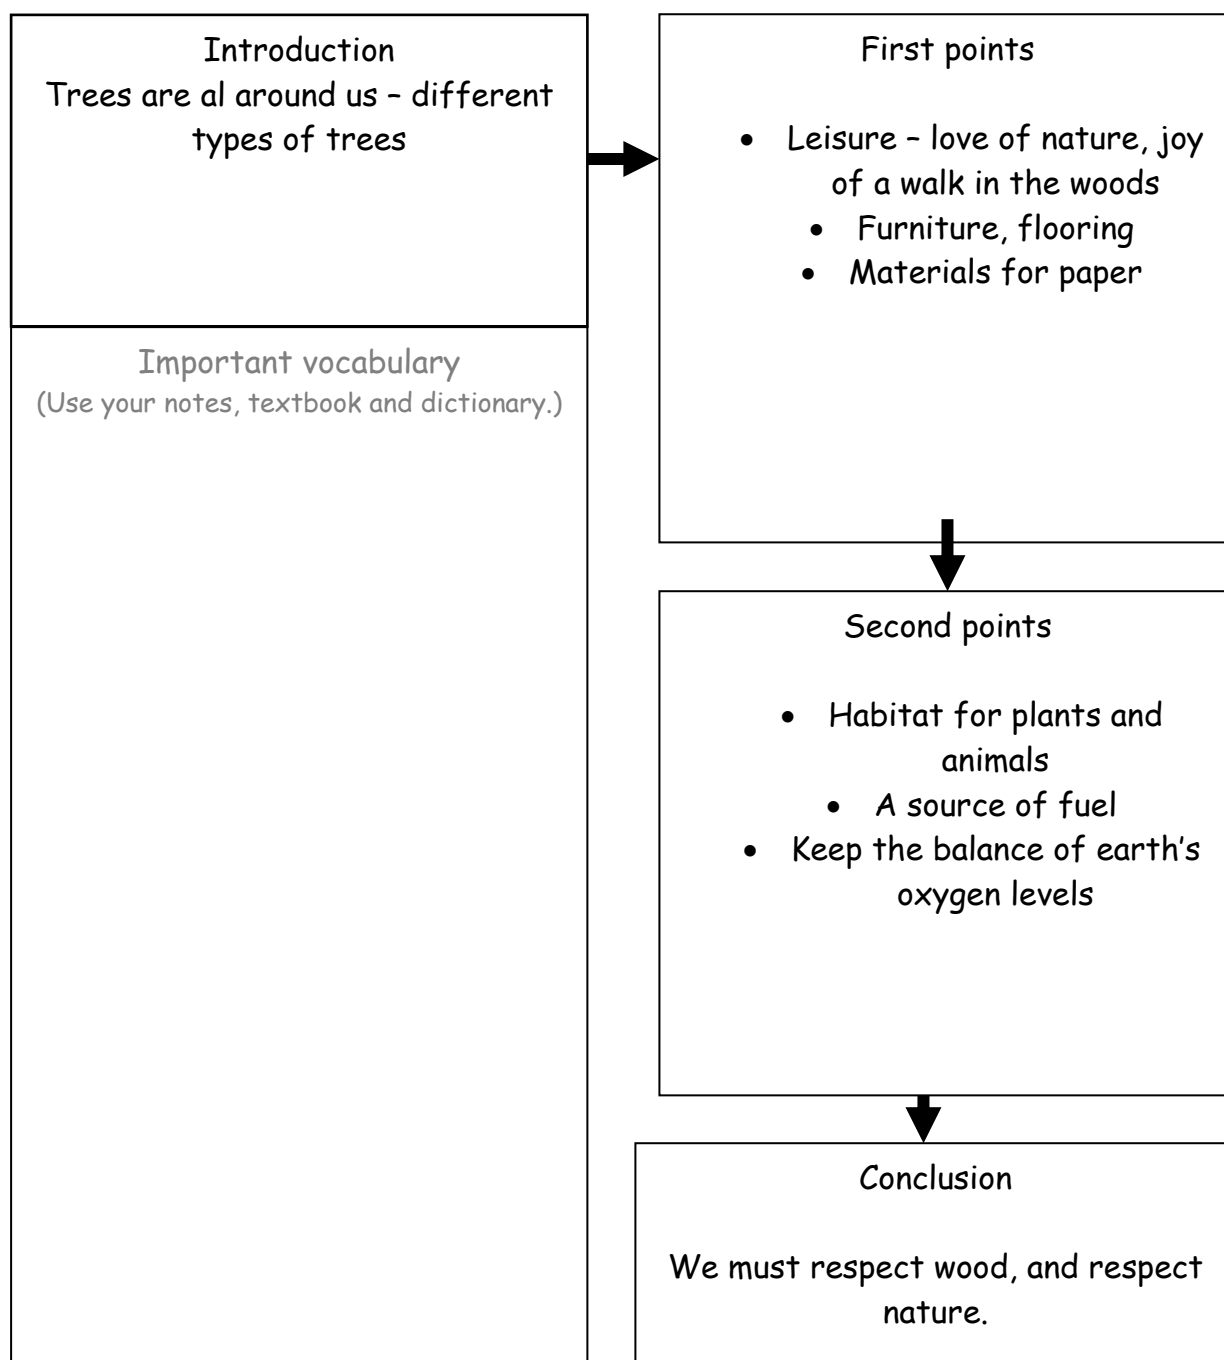 Introduction
Trees are al around us – different
types of trees
Important vocabulary
(Use your notes, textbook and dictionary.)
First points
• Leisure – love of nature, joy
of a walk in the woods
• Furniture, flooring
• Materials for paper
Second points
• Habitat for plants and
animals
• A source of fuel
• Keep the balance of earth's
oxygen levels
Conclusion
We must respect wood, and respect
nature.